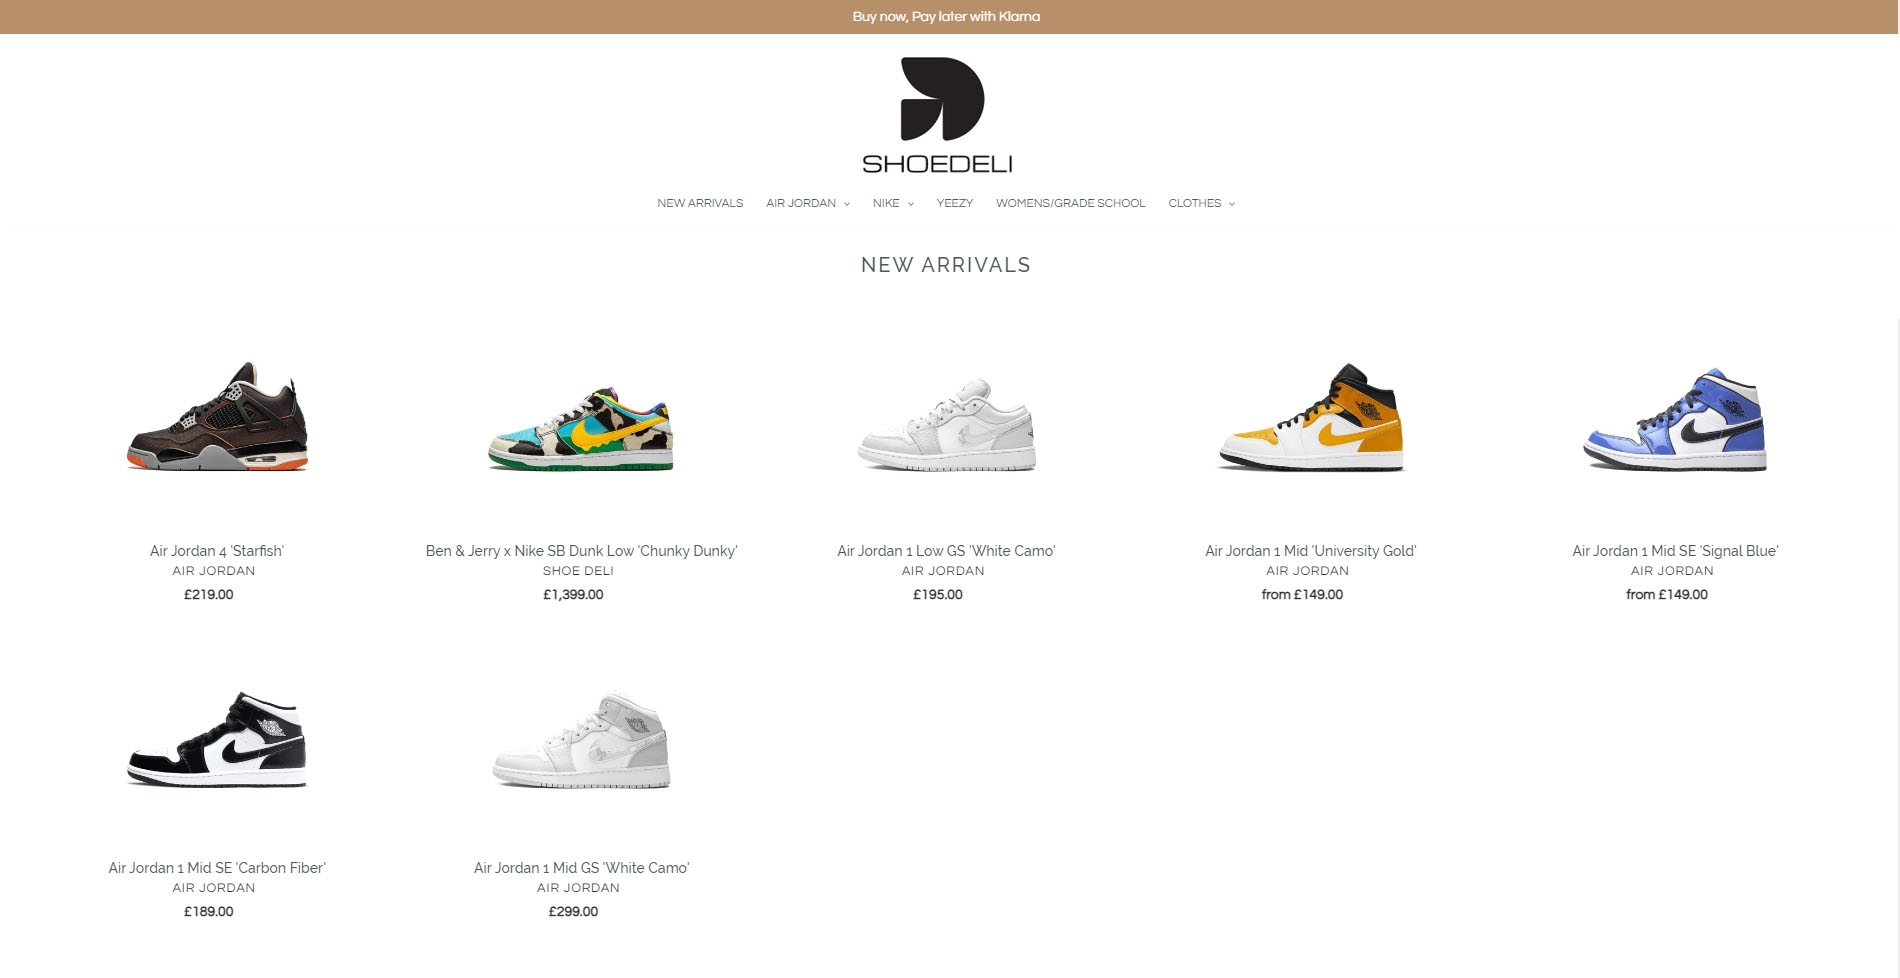 Buy now, Pay later with Klarna
SHOEDELI
NEW ARRIVALS AIR JORDAN NIKE YEEZY WOMENS/GRADE SCHOOL CLOTHES
NEW ARRIVALS
Air Jordan 4 'Starfish'
AIR JORDAN
£219.00
Ben & Jerry x Nike SB Dunk Low 'Chunky Dunky'
SHOE DELI
£1,399.00
Air Jordan 1 Low GS 'White Camo'
AIR JORDAN
£195.00
Air Jordan 1 Mid 'University Gold'
AIR JORDAN
from £149.00
Air Jordan 1 Mid SE 'Signal Blue'
AIR JORDAN
from £149.00
Air Jordan 1 Mid SE 'Carbon Fiber'
AIR JORDAN
£189.00
Air Jordan 1 Mid GS 'White Camo'
AIR JORDAN
£299.00